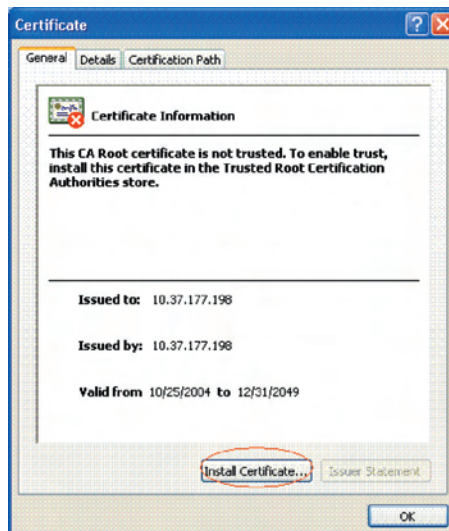 Certificate
General Details Certification Path
Certificate Information
This CA Root certificate is not trusted. To enable trust,
install this certificate in the Trusted Root Certification
Authorities store.
Issued to: 10.37.177.198
Issued by: 10.37.177.198
Valid from 10/25/2004 to 12/31/2049
Install Certificate... Issuer Statement
OK